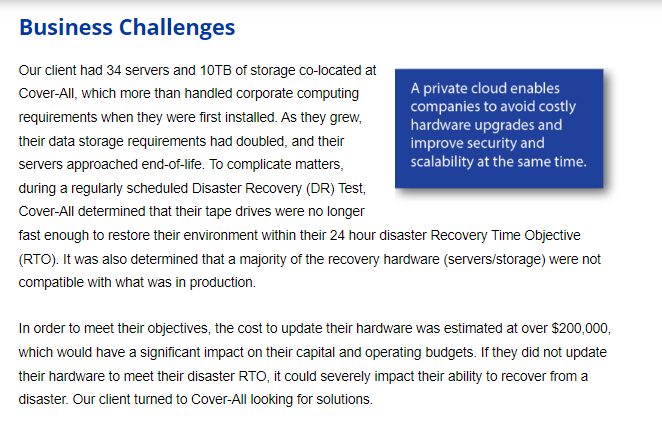 Business Challenges
Our client had 34 servers and 10TB of storage co-located at
Cover-All, which more than handled corporate computing
requirements when they were first installed. As they grew,
their data storage requirements had doubled, and their
servers approached end-of-life. To complicate matters,
during a regularly scheduled Disaster Recovery (DR) Test,
Cover-All determined that their tape drives were no longer
fast enough to restore their environment within their 24 hour disaster Recovery Time Objective
(RTO). It was also determined that a majority of the recovery hardware (servers/storage) were not
compatible with what was in production.
A private cloud enables
companies to avoid costly
hardware upgrades and
improve security and
scalability at the same time.
In order to meet their objectives, the cost to update their hardware was estimated at over $200,000,
which would have a significant impact on their capital and operating budgets. If they did not update
their hardware to meet their disaster RTO, it could severely impact their ability to recover from a
disaster. Our client turned to Cover-All looking for solutions.